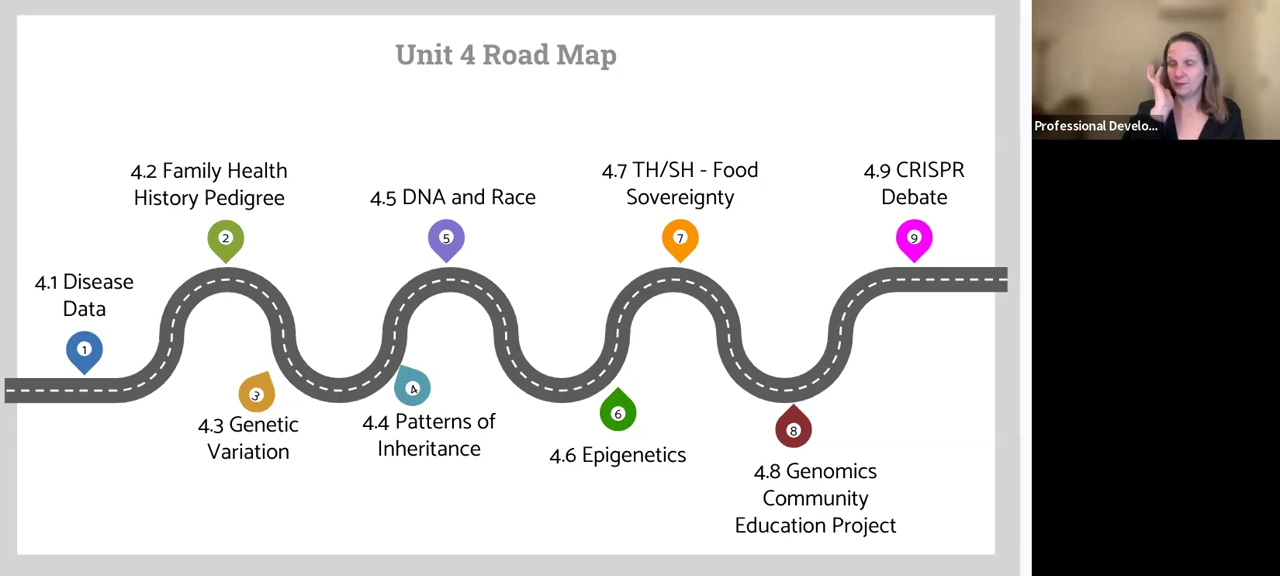 Unit 4 Road Map
4.1 Disease
Data
1
4.2 Family Health
History Pedigree
2
3
4.3 Genetic
Variation
4
4.4 Patterns of
Inheritance
4.5 DNA and Race
5
6
4.6 Epigenetics
4.7 TH/SH - Food
Sovereignty
7
8
4.8 Genomics
Community
Education Project
4.9 CRISPR
Debate
9
Professional Develo...